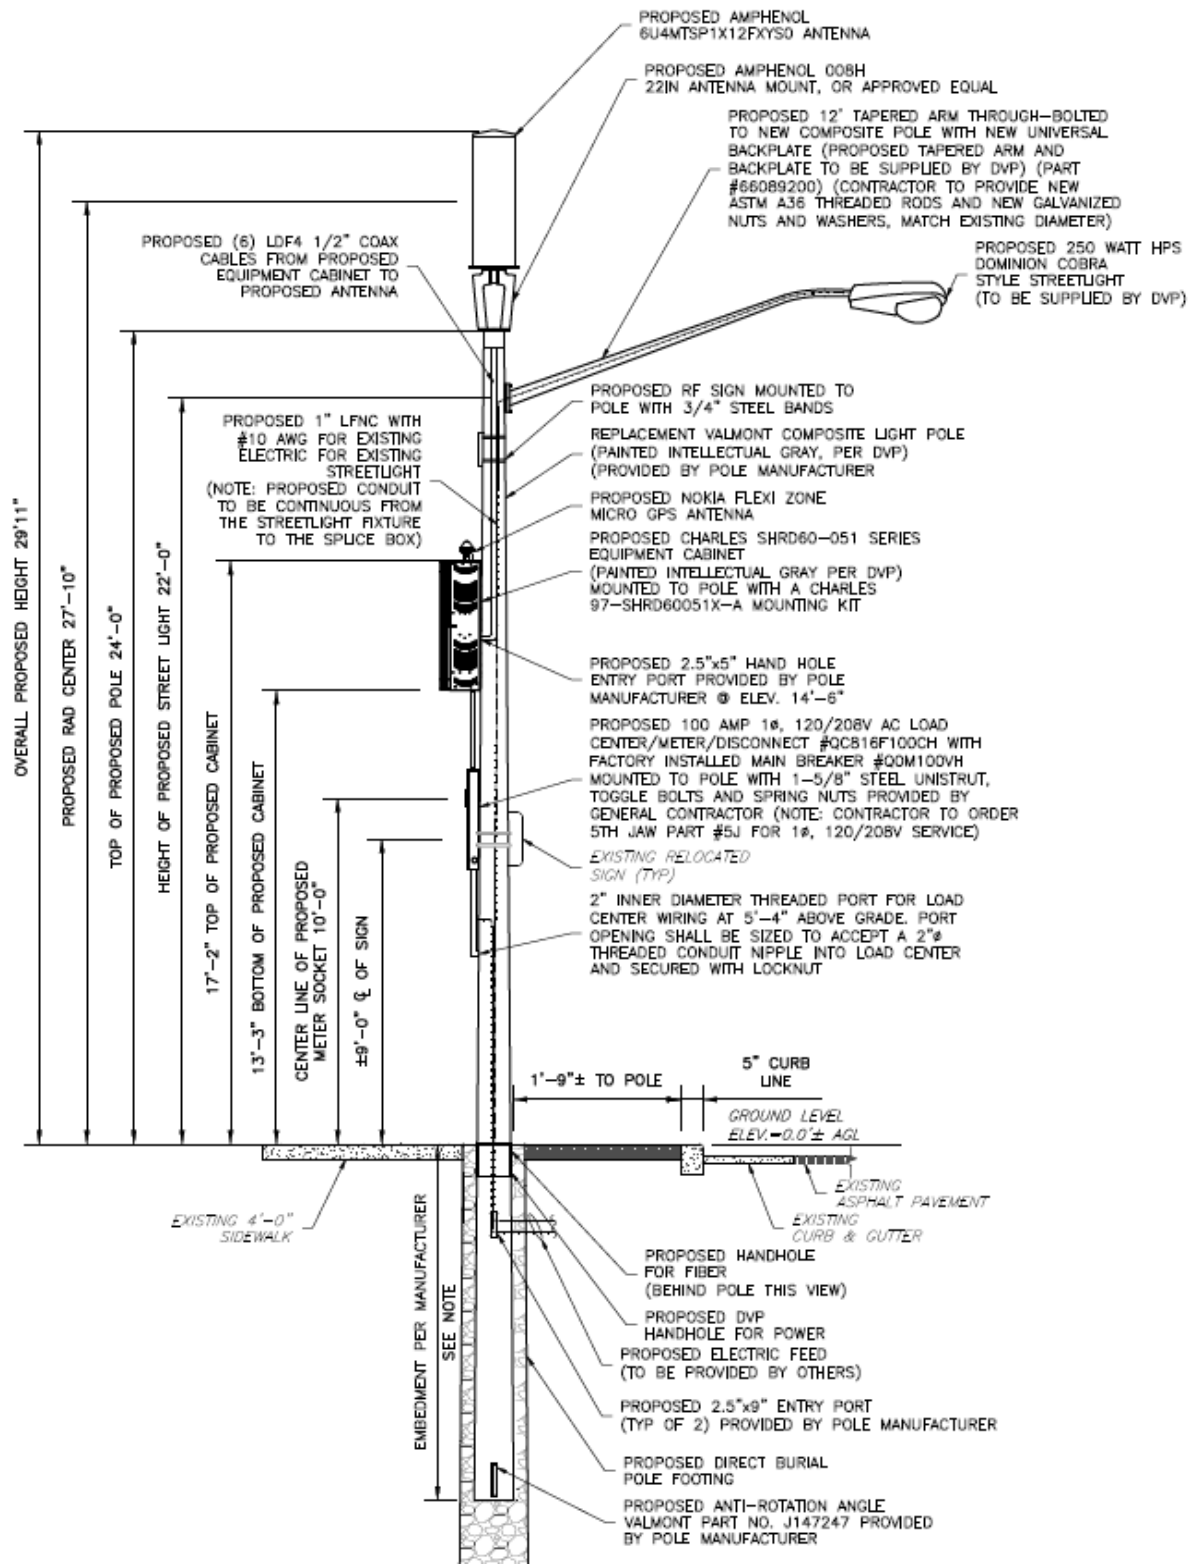 PROPOSED AMPHENOL
6U4MTSP1X12FXYS0 ANTENNA
PROPOSED AMPHENOL 008H
22IN ANTENNA MOUNT, OR APPROVED EQUAL
PROPOSED 12' TAPERED ARM THROUGH-BOLTED
TO NEW COMPOSITE POLE WITH NEW UNIVERSAL
BACKPLATE (PROPOSED TAPERED ARM AND
BACKPLATE TO BE SUPPLIED BY DVP) (PART
#66089200) (CONTRACTOR TO PROVIDE NEW
ASTM A36 THREADED RODS AND NEW GALVANIZED
NUTS AND WASHERS, MATCH EXISTING DIAMETER)
PROPOSED (6) LDF4 1/2" COAX
CABLES FROM PROPOSED
EQUIPMENT CABINET TO
PROPOSED ANTENNA
PROPOSED 250 WATT HPS
DOMINION COBRA
STYLE STREETLIGHT
(TO BE SUPPLIED BY DVP)
PROPOSED RF SIGN MOUNTED TO
POLE WITH 3/4" STEEL BANDS
PROPOSED 1" LFNC WITH
#10 AWG FOR EXISTING
ELECTRIC FOR EXISTING
STREETLIGHT
(NOTE: PROPOSED CONDUIT
TO BE CONTINUOUS FROM
THE STREETLIGHT FIXTURE
TO THE SPLICE BOX)
REPLACEMENT VALMONT COMPOSITE LIGHT POLE
(PAINTED INTELLECTUAL GRAY, PER DVP)
(PROVIDED BY POLE MANUFACTURER
PROPOSED NOKIA FLEXI ZONE
MICRO GPS ANTENNA
PROPOSED CHARLES SHRD60-051 SERIES
EQUIPMENT CABINET
(PAINTED INTELLECTUAL GRAY PER DVP)
MOUNTED TO POLE WITH A CHARLES
97-SHRD60051X-A MOUNTING KIT
PROPOSED 2.5"x5" HAND HOLE
ENTRY PORT PROVIDED BY POLE
MANUFACTURER @ ELEV. 14'-6"
PROPOSED 100 AMP 1ø, 120/208V AC LOAD
CENTER/METER/DISCONNECT #QC816F100CH WITH
FACTORY INSTALLED MAIN BREAKER #QOM100VH
MOUNTED TO POLE WITH 1-5/8" STEEL UNISTRUT,
TOGGLE BOLTS AND SPRING NUTS PROVIDED BY
GENERAL CONTRACTOR (NOTE: CONTRACTOR TO ORDER
5TH JAW PART #5J FOR 1ø, 120/208V SERVICE)
EXISTING RELOCATED
SIGN (TYP)
2" INNER DIAMETER THREADED PORT FOR LOAD
CENTER WIRING AT 5'-4" ABOVE GRADE. PORT
OPENING SHALL BE SIZED TO ACCEPT A 2"ø
THREADED CONDUIT NIPPLE INTO LOAD CENTER
AND SECURED WITH LOCKNUT
OVERALL PROPOSED HEIGHT 29'11"
PROPOSED RAD CENTER 27'-10"
TOP OF PROPOSED POLE 24'-0"
HEIGHT OF PROPOSED STREET LIGHT 22'-0"
17'-2" TOP OF PROPOSED CABINET
13'-3" BOTTOM OF PROPOSED CABINET
CENTER LINE OF PROPOSED
METER SOCKET 10'-0"
±9'-0" ℄ OF SIGN
1'-9"± TO POLE
5" CURB
LINE
GROUND LEVEL
ELEV.=0.0'± AGL
EXISTING
ASPHALT PAVEMENT
EXISTING
CURB & GUTTER
EXISTING 4'-0"
SIDEWALK
EMBEDMENT PER MANUFACTURER
SEE NOTE
PROPOSED HANDHOLE
FOR FIBER
(BEHIND POLE THIS VIEW)
PROPOSED DVP
HANDHOLE FOR POWER
PROPOSED ELECTRIC FEED
(TO BE PROVIDED BY OTHERS)
PROPOSED 2.5"x9" ENTRY PORT
(TYP OF 2) PROVIDED BY POLE MANUFACTURER
PROPOSED DIRECT BURIAL
POLE FOOTING
PROPOSED ANTI-ROTATION ANGLE
VALMONT PART NO. J147247 PROVIDED
BY POLE MANUFACTURER